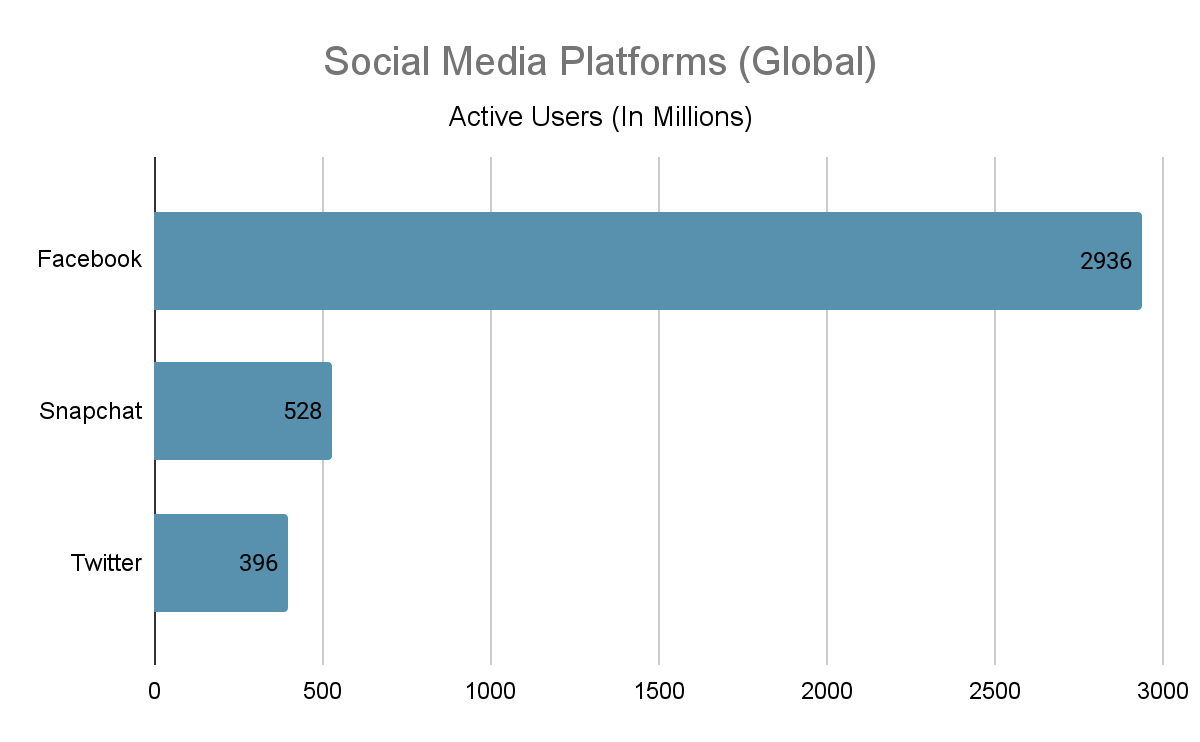 Social Media Platforms (Global)
Active Users (In Millions)
Facebook 2936
Snapchat 528
Twitter 396
0 500 1000 1500 2000 2500 3000